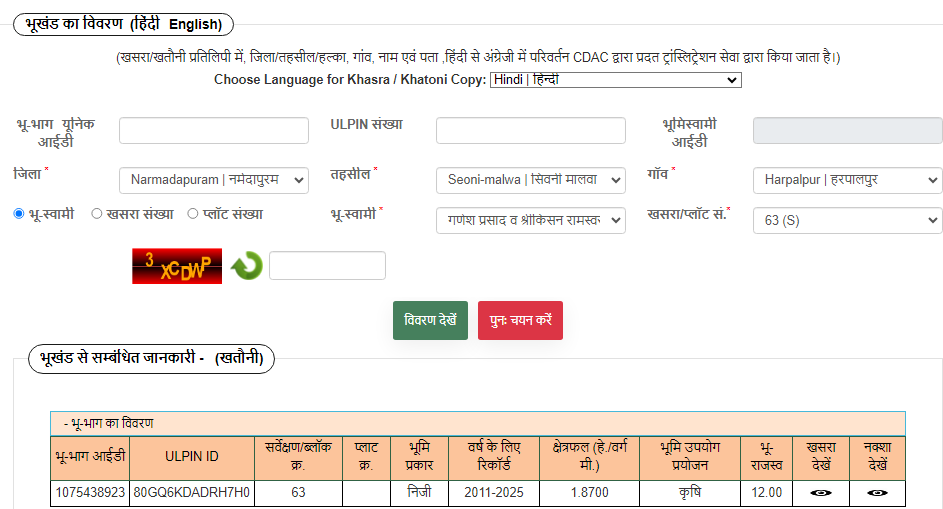 भूखंड का विवरण (हिंदी English)
(खसरा/खतौनी प्रतिलिपी में, जिला/तहसील/हल्का, गांव, नाम एवं पता ,हिंदी से अंग्रेजी में परिवर्तन CDAC द्वारा प्रदत ट्रांस्लिट्रेशन सेवा द्वारा किया जाता है।)
Choose Language for Khasra / Khatoni Copy: Hindi | हिन्दी
भू-भाग यूनिक आईडी
ULPIN संख्या
भूमिस्वामी आईडी
जिला * Narmadapuram | नर्मदापुरम
तहसील * Seoni-malwa | सिवनी मालवा
गाँव * Harpalpur | हरपालपुर
भू-स्वामी खसरा संख्या प्लॉट संख्या
भू-स्वामी * गणेश प्रसाद व श्रीकिसन रामस्व
खसरा/प्लॉट सं.* 63 (S)
3XCDWP
विवरण देखें पुनः चयन करें
भूखंड से सम्बंधित जानकारी - (खतौनी)
- भू-भाग का विवरण
भू-भाग आईडी ULPIN ID सर्वेक्षण/ब्लॉक क्र. प्लाट क्र. भूमि प्रकार वर्ष के लिए रिकॉर्ड क्षेत्रफल (हे./वर्ग मी.) भूमि उपयोग प्रयोजन भू-राजस्व खसरा देखें नक्शा देखें
1075438923 80GQ6KDADRH7H0 63 निजी 2011-2025 1.8700 कृषि 12.00